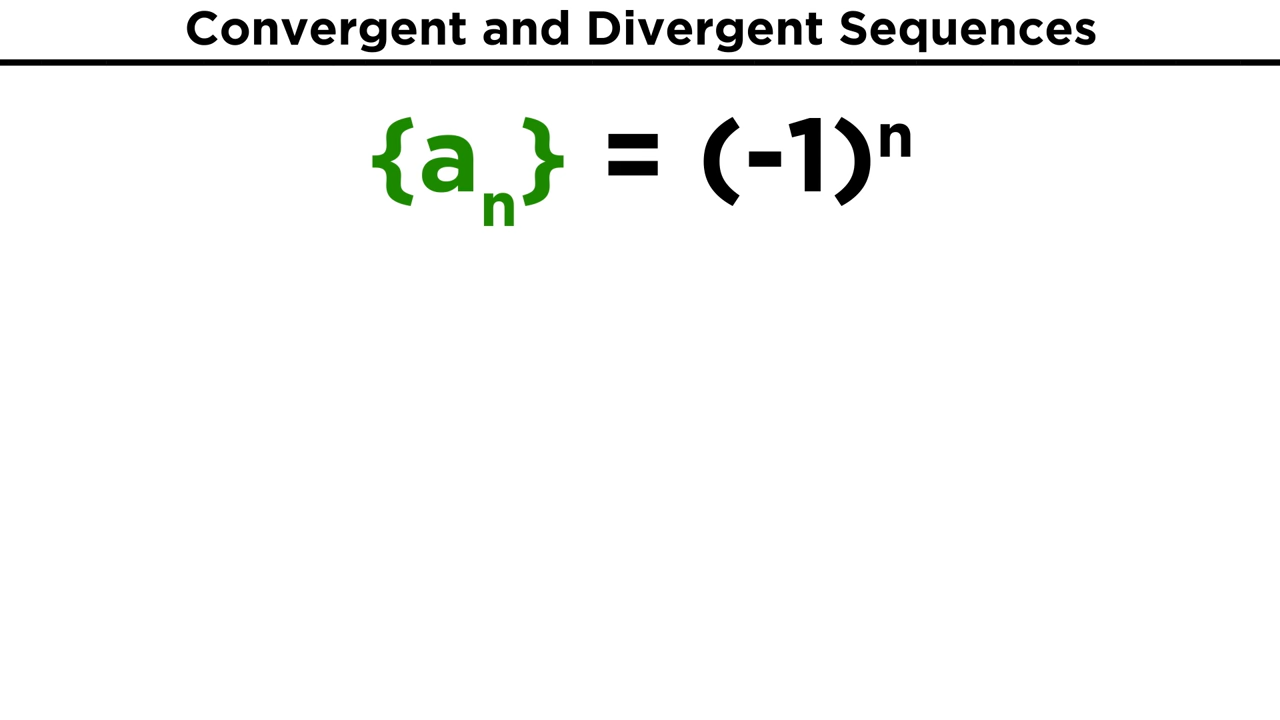 Convergent and Divergent Sequences
{aₙ} = (-1)ⁿ